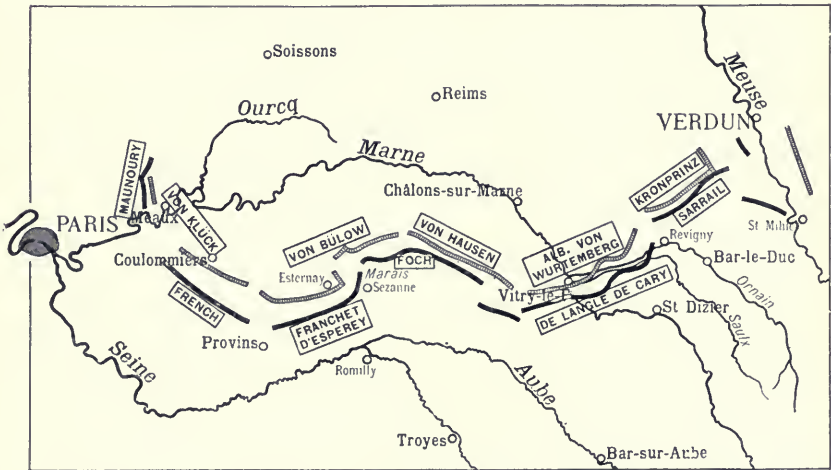 Soissons
Ourcq
Reims
Meuse
VERDUN
Marne
MAUNOURY
KRONPRINZ
Châlons-sur-Marne
SARRAIL
PARIS
Meaux
VON KLÜCK
VON HAUSEN
VON BÜLOW
ALB. VON
WURTEMBERG
Revigny
St Mihiel
Coulommiers
Bar-le-Duc
Esternay
Marais
Sezanne
FOCH
Vitry-le-F
FRENCH
FRANCHET
D'ESPEREY
DE LANGLE DE CARY
St Dizier
Ornain
Saulx
Provins
Seine
Romilly
Aube
Troyes
Bar-sur-Aube